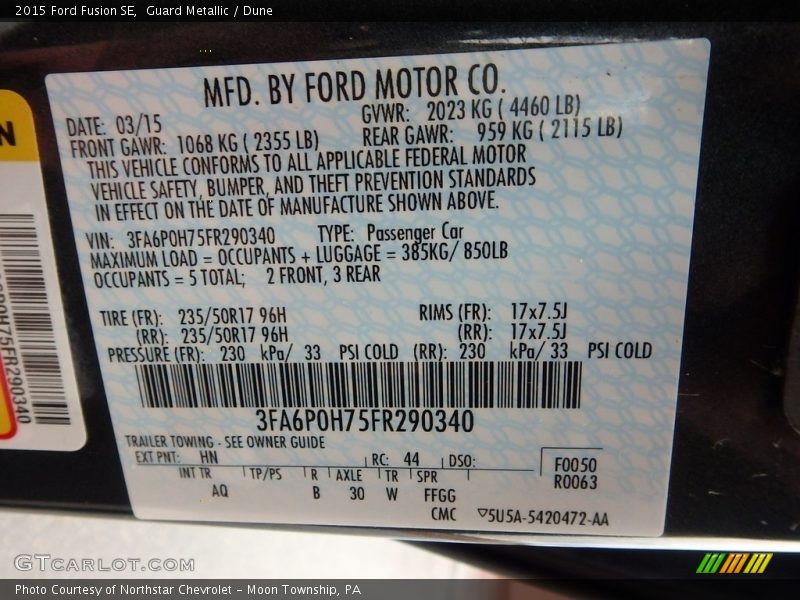 2015 Ford Fusion SE, Guard Metallic / Dune
MFD. BY FORD MOTOR CO.
DATE: 03/15 GVWR: 2023 KG ( 4460 LB)
FRONT GAWR: 1068 KG ( 2355 LB) REAR GAWR: 959 KG ( 2115 LB)
THIS VEHICLE CONFORMS TO ALL APPLICABLE FEDERAL MOTOR
VEHICLE SAFETY, BUMPER, AND THEFT PREVENTION STANDARDS
IN EFFECT ON THE DATE OF MANUFACTURE SHOWN ABOVE.
VIN: 3FA6P0H75FR290340 TYPE: Passenger Car
MAXIMUM LOAD = OCCUPANTS + LUGGAGE = 385KG/ 850LB
OCCUPANTS = 5 TOTAL; 2 FRONT, 3 REAR
TIRE (FR): 235/50R17 96H RIMS (FR): 17x7.5J
(RR): 235/50R17 96H (RR): 17x7.5J
PRESSURE (FR): 230 kPa/ 33 PSI COLD (RR): 230 kPa/ 33 PSI COLD
3FA6P0H75FR290340
TRAILER TOWING - SEE OWNER GUIDE
EXT PNT: HN RC: 44 DSO: F0050
INT TR TP/PS R AXLE TR SPR R0063
AQ B 30 W FFGG
CMC ▽5U5A-5420472-AA
N
GTCARLOT.COM
Photo Courtesy of Northstar Chevrolet - Moon Township, PA